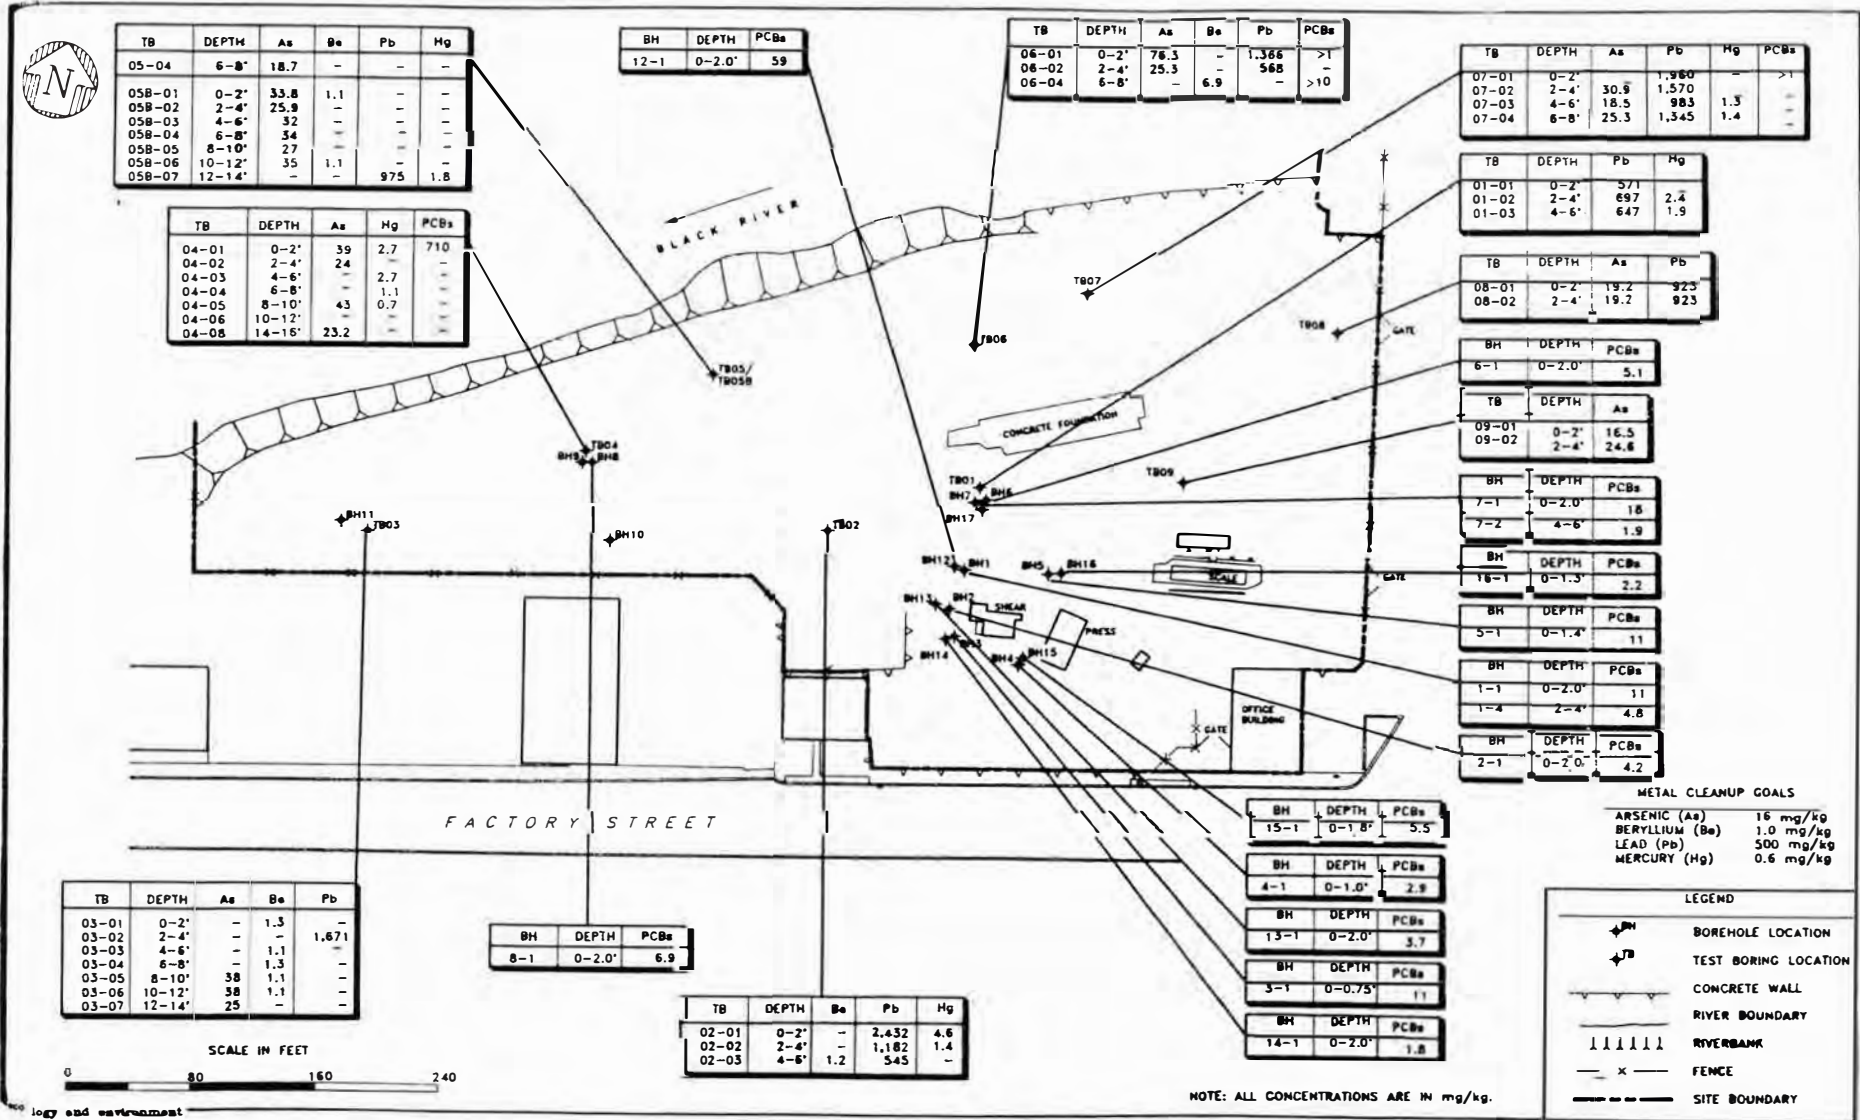 N
TB DEPTH As Be Pb Hg
05-04 6-8' 18.7 - - -
05B-01 0-2' 33.8 1.1 - -
05B-02 2-4' 25.9 - - -
05B-03 4-6' 32 - - -
05B-04 6-8' 34 - - -
05B-05 8-10' 27 - - -
05B-06 10-12' 35 1.1 - -
05B-07 12-14' - - 975 1.8
BH DEPTH PCBs
12-1 0-2.0' 59
TB DEPTH As Be Pb PCBs
06-01 0-2' 76.3 - 1,366 >1
06-02 2-4' 25.3 - 568 -
06-04 6-8' - 6.9 - >10
TB DEPTH As Pb Hg PCBs
07-01 0-2' 1,960 - >1
07-02 2-4' 30.9 1,570 - -
07-03 4-6' 18.5 983 1.3 -
07-04 6-8' 25.3 1,345 1.4 -
TB DEPTH Pb Hg
01-01 0-2' 571
01-02 2-4' 697 2.4
01-03 4-6' 647 1.9
TB DEPTH As Hg PCBs
04-01 0-2' 39 2.7 710
04-02 2-4' 24 - -
04-03 4-6' - 2.7 -
04-04 6-8' - 1.1 -
04-05 8-10' 43 0.7 -
04-06 10-12' - - -
04-08 14-16' 23.2 - -
BLACK RIVER
TB DEPTH As Pb
08-01 0-2' 19.2 923
08-02 2-4' 19.2 923
TB07
TB08
GATE
TB06
TB05/
TB05B
BH DEPTH PCBs
6-1 0-2.0' 5.1
TB DEPTH As
09-01 0-2' 16.5
09-02 2-4' 24.6
CONCRETE FOUNDATION
TB04
BH9 BH8
TB01
BH7 BH6
BH17
TB09
BH DEPTH PCBs
7-1 0-2.0' 18
7-2 4-6' 1.9
BH11
TB03
BH10
TB02
BH12 BH1
BH5 BH16
SCALE
GATE
BH DEPTH PCBs
16-1 0-1.3' 2.2
BH13 BH2
SHEAR
PRESS
BH14
BH4 BH15
BH DEPTH PCBs
5-1 0-1.4' 11
BH DEPTH PCBs
1-1 0-2.0' 11
1-4 2-4' 4.8
BH DEPTH PCBs
2-1 0-2.0' 4.2
OFFICE
BUILDING
GATE
FACTORY STREET
METAL CLEANUP GOALS
ARSENIC (As) 16 mg/kg
BERYLLIUM (Be) 1.0 mg/kg
LEAD (Pb) 500 mg/kg
MERCURY (Hg) 0.6 mg/kg
BH DEPTH PCBs
15-1 0-1.8' 5.5
BH DEPTH PCBs
4-1 0-1.0' 2.9
BH DEPTH PCBs
13-1 0-2.0' 3.7
BH DEPTH PCBs
3-1 0-0.75' 11
BH DEPTH PCBs
14-1 0-2.0' 1.8
TB DEPTH As Be Pb
03-01 0-2' - 1.3 -
03-02 2-4' - - 1,671
03-03 4-6' - 1.1 -
03-04 6-8' - 1.3 -
03-05 8-10' 38 1.1 -
03-06 10-12' 38 1.1 -
03-07 12-14' 25 - -
BH DEPTH PCBs
8-1 0-2.0' 6.9
TB DEPTH Be Pb Hg
02-01 0-2' - 2,432 4.6
02-02 2-4' - 1,182 1.4
02-03 4-6' 1.2 545 -
LEGEND
BH BOREHOLE LOCATION
TB TEST BORING LOCATION
CONCRETE WALL
RIVER BOUNDARY
RIVERBANK
FENCE
SITE BOUNDARY
SCALE IN FEET
0 80 160 240
NOTE: ALL CONCENTRATIONS ARE IN mg/kg.
logy and environment